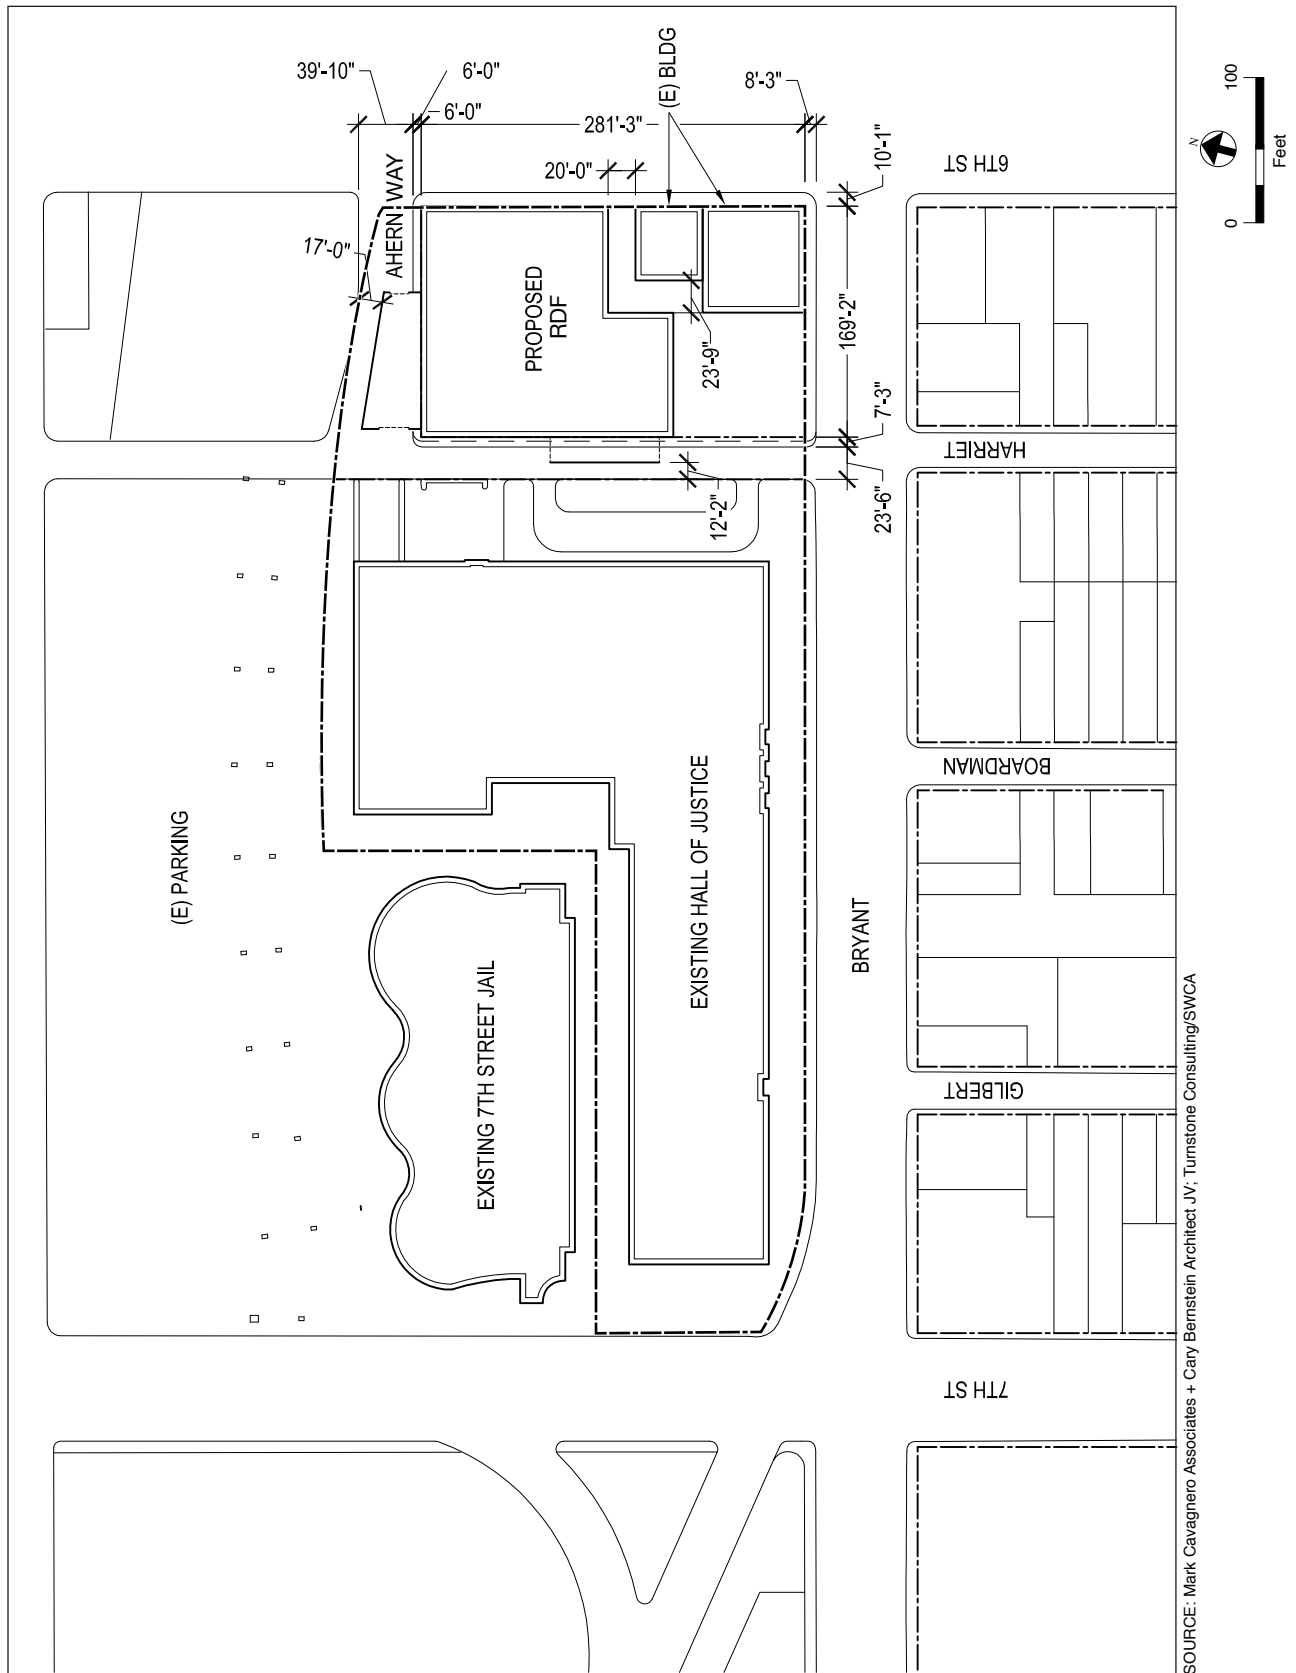 39'-10"
6'-0"
6'-0"
(E) BLDG
8'-3"
281'-3"
20'-0"
10'-1"
6TH ST
N
100
0
Feet
AHERN WAY
17'-0"
PROPOSED
RDF
169'-2"
23'-9"
7'-3"
HARRIET
12'-2"
23'-6"
BOARDMAN
(E) PARKING
EXISTING HALL OF JUSTICE
BRYANT
EXISTING 7TH STREET JAIL
GILBERT
7TH ST
SOURCE: Mark Cavagnero Associates + Cary Bernstein Architect JV; Turnstone Consulting/SWCA